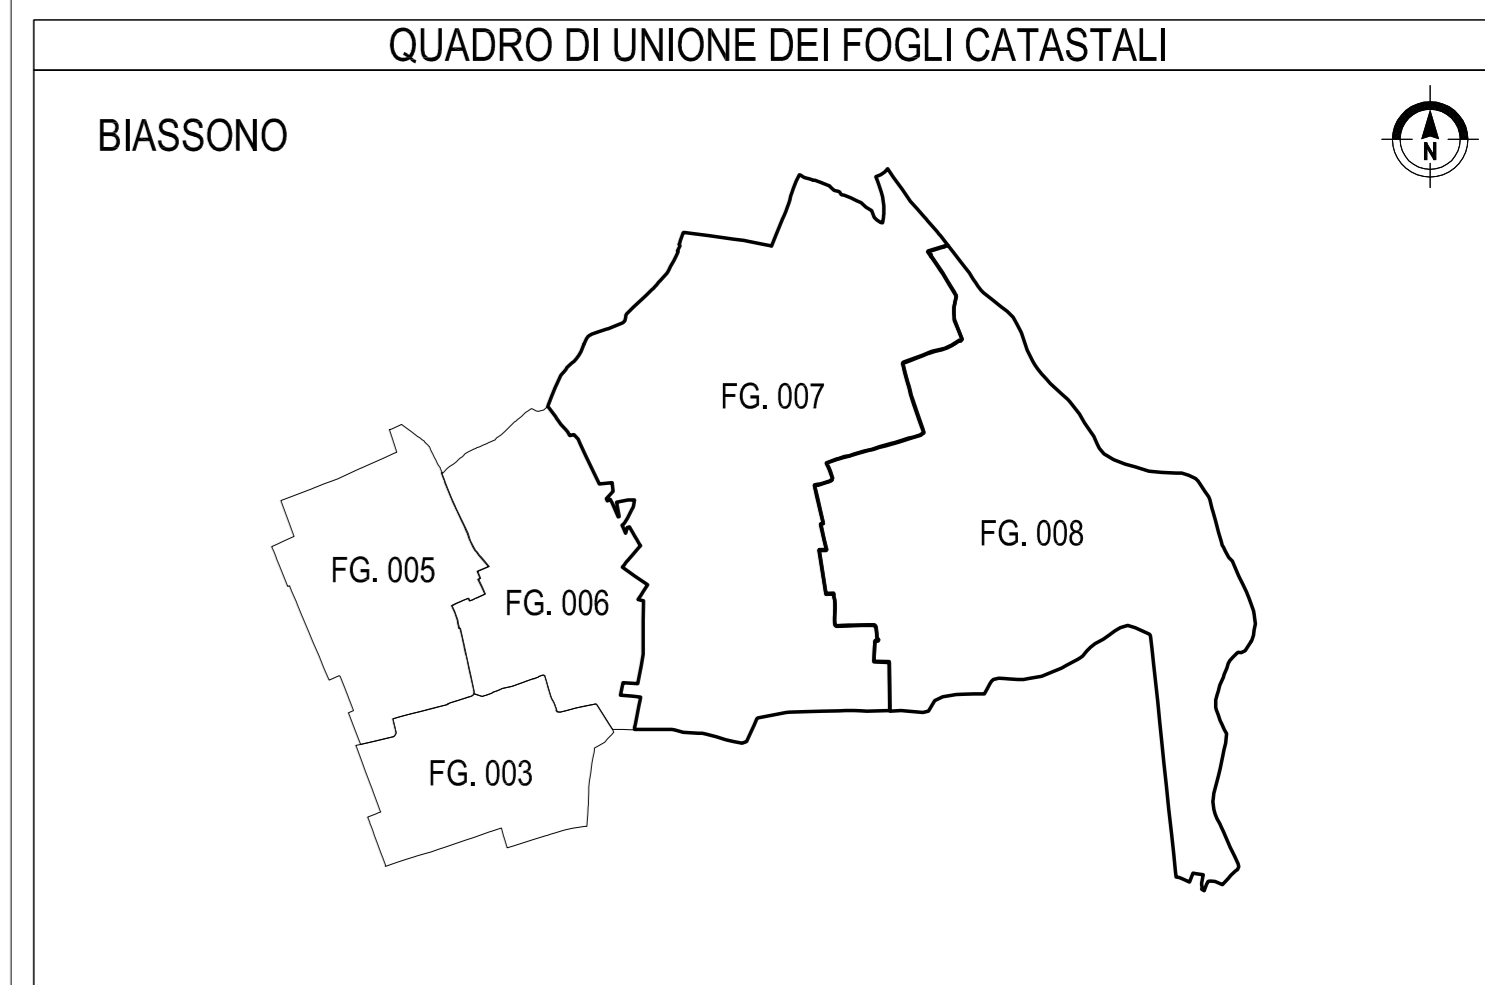 QUADRO DI UNIONE DEI FOGLI CATASTALI
BIASSONO
N
FG. 007
FG. 008
FG. 005
FG. 006
FG. 003